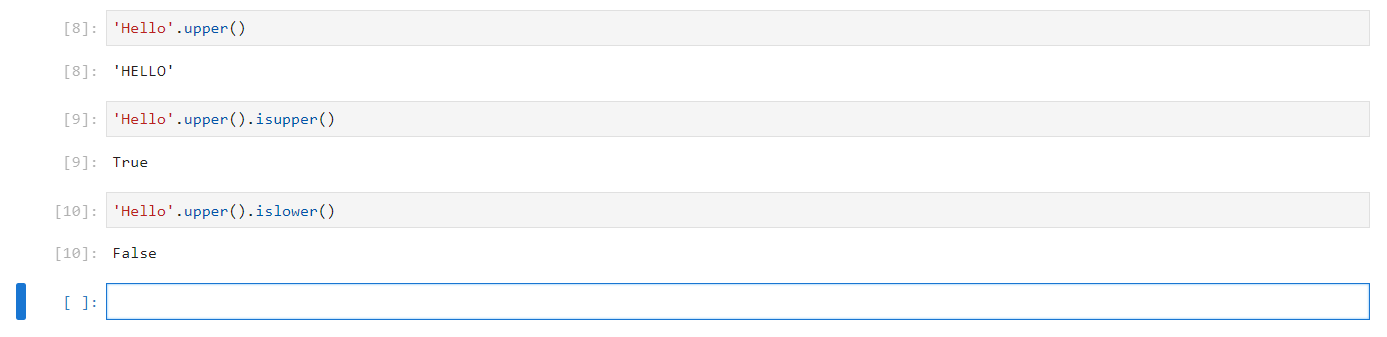 [8]: 'Hello'.upper()
[8]: 'HELLO'
[9]: 'Hello'.upper().isupper()
[9]: True
[10]: 'Hello'.upper().islower()
[10]: False
[ ]: